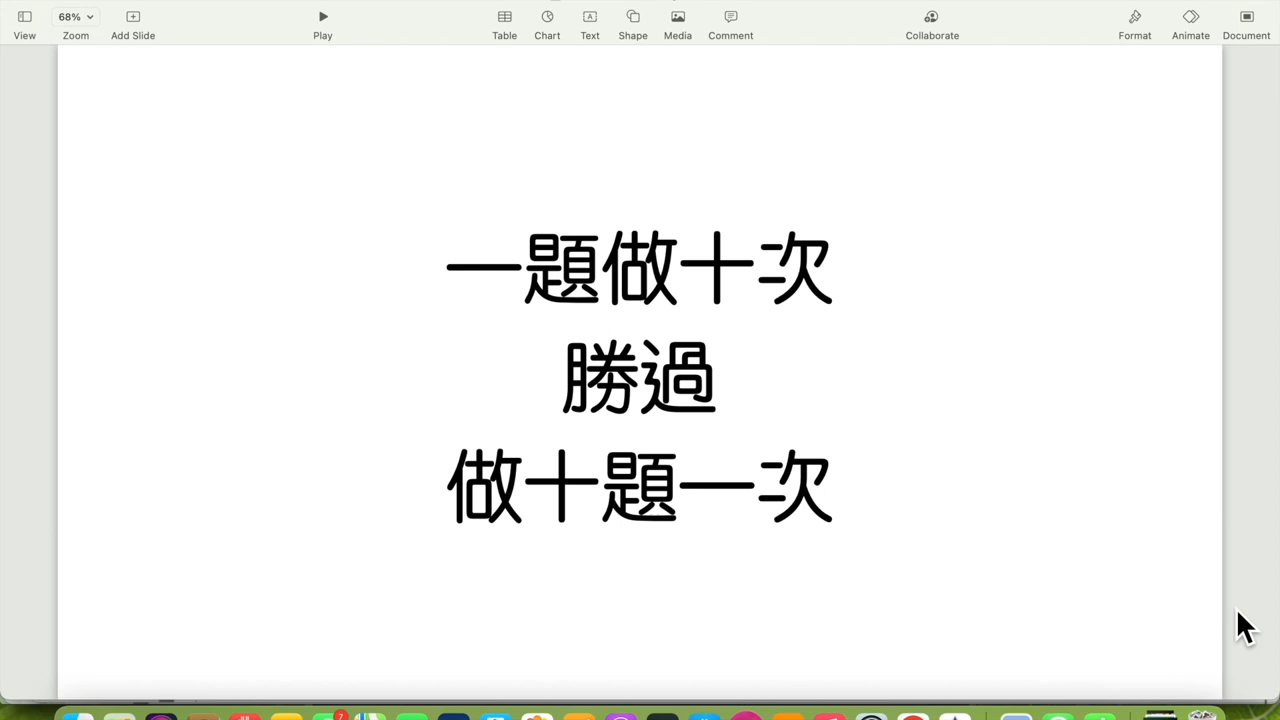 68%
View
Zoom
Add Slide
Play
Table
Chart
Text
Shape
Media
Comment
Collaborate
Format
Animate
Document
一題做十次
勝過
做十題一次
7